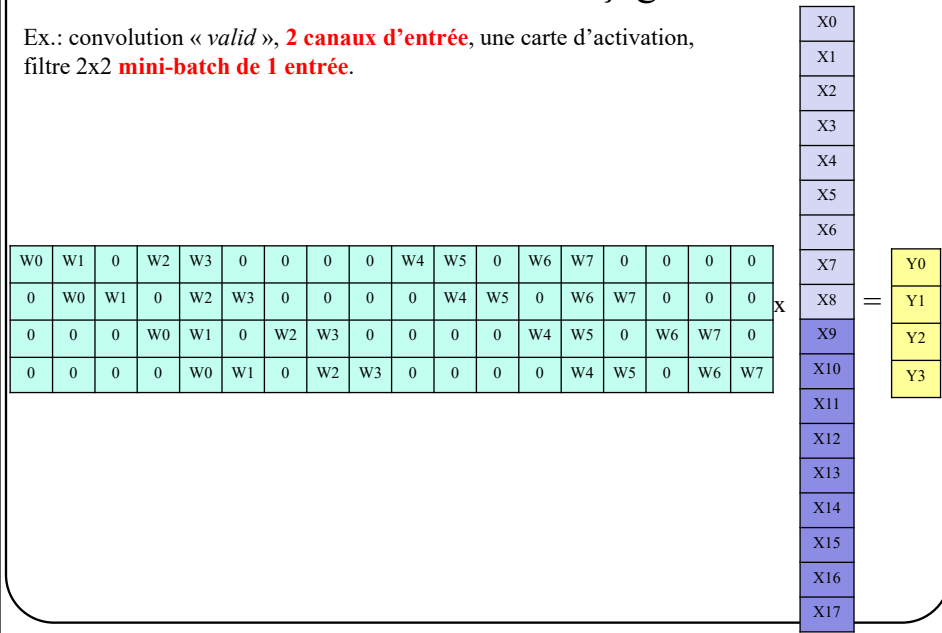 Ex.: convolution « valid », 2 canaux d'entrée, une carte d'activation,
filtre 2x2 mini-batch de 1 entrée.
W0 W1 0 W2 W3 0 0 0 0 W4 W5 0 W6 W7 0 0 0 0
0 W0 W1 0 W2 W3 0 0 0 0 W4 W5 0 W6 W7 0 0 0
0 0 0 W0 W1 0 W2 W3 0 0 0 0 W4 W5 0 W6 W7 0
0 0 0 0 W0 W1 0 W2 W3 0 0 0 0 W4 W5 0 W6 W7
x
X0
X1
X2
X3
X4
X5
X6
X7
X8
X9
X10
X11
X12
X13
X14
X15
X16
X17
=
Y0
Y1
Y2
Y3